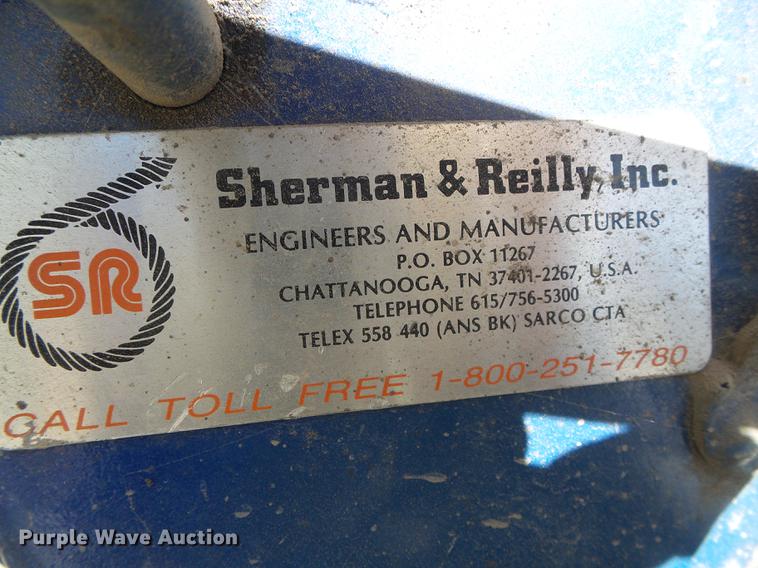 Sherman & Reilly, Inc.
ENGINEERS AND MANUFACTURERS
P.O. BOX 11267
CHATTANOOGA, TN 37401-2267, U.S.A.
TELEPHONE 615/756-5300
TELEX 558 440 (ANS BK) SARCO CTA
SR
CALL TOLL FREE 1-800-251-7780
Purple Wave Auction